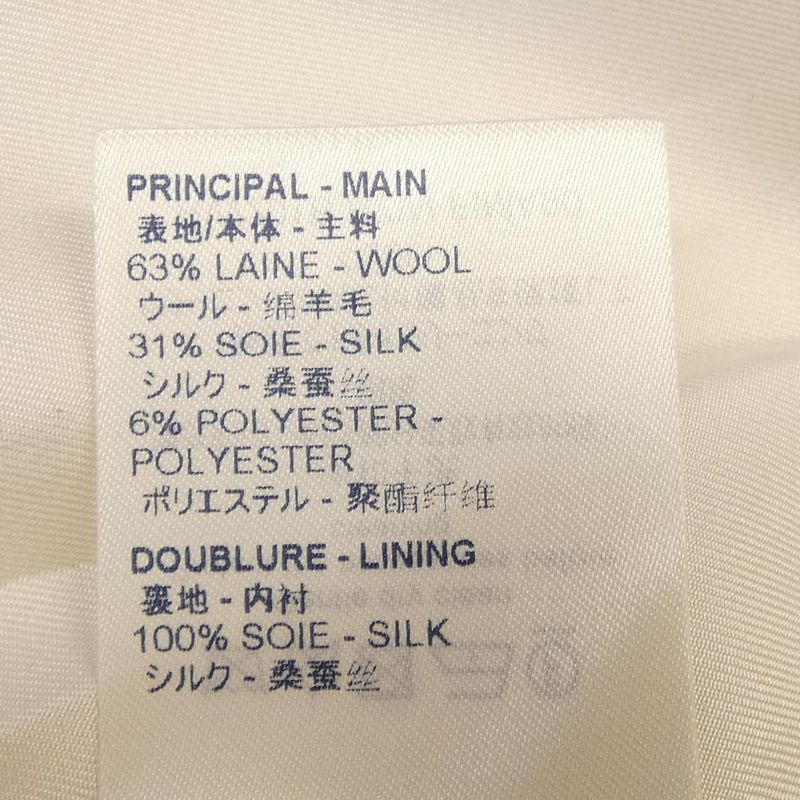 PRINCIPAL - MAIN
表地/本体 - 主料
63% LAINE - WOOL
ウール - 绵羊毛
31% SOIE - SILK
シルク - 桑蚕丝
6% POLYESTER -
POLYESTER
ポリエステル - 聚酯纤维
DOUBLURE - LINING
裏地 - 内衬
100% SOIE - SILK
シルク - 桑蚕丝